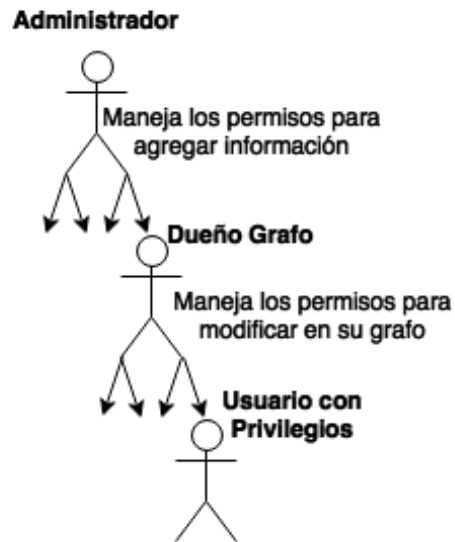 Administrador
Maneja los permisos para
agregar información
Dueño Grafo
Maneja los permisos para
modificar en su grafo
Usuario con
Privilegios